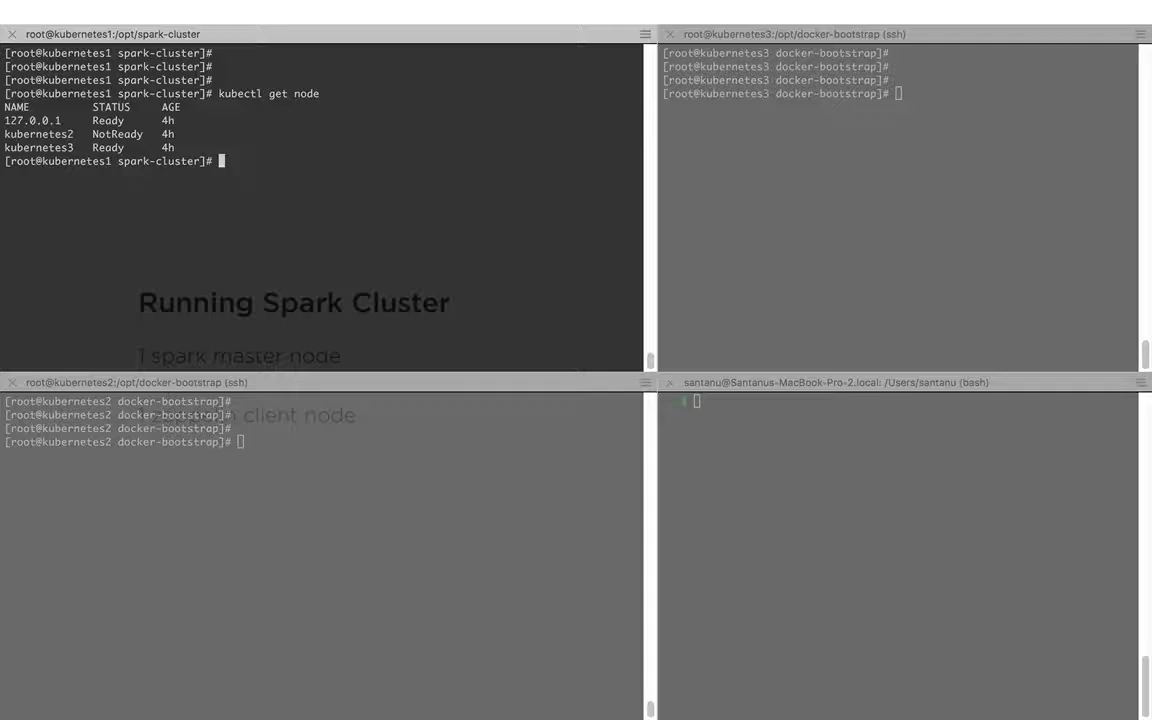 root@kubernetes1:/opt/spark-cluster
[root@kubernetes1 spark-cluster]#
[root@kubernetes1 spark-cluster]#
[root@kubernetes1 spark-cluster]#
[root@kubernetes1 spark-cluster]# kubectl get node
NAME STATUS AGE
127.0.0.1 Ready 4h
kubernetes2 NotReady 4h
kubernetes3 Ready 4h
[root@kubernetes1 spark-cluster]#
Running Spark Cluster
1 spark master node
root@kubernetes3:/opt/docker-bootstrap (ssh)
[root@kubernetes3 docker-bootstrap]#
[root@kubernetes3 docker-bootstrap]#
[root@kubernetes3 docker-bootstrap]#
[root@kubernetes3 docker-bootstrap]#
root@kubernetes2:/opt/docker-bootstrap (ssh)
[root@kubernetes2 docker-bootstrap]#
[root@kubernetes2 docker-bootstrap]#
[root@kubernetes2 docker-bootstrap]#
[root@kubernetes2 docker-bootstrap]#
client node
santanu@Santanus-MacBook-Pro-2.local: /Users/santanu (bash)